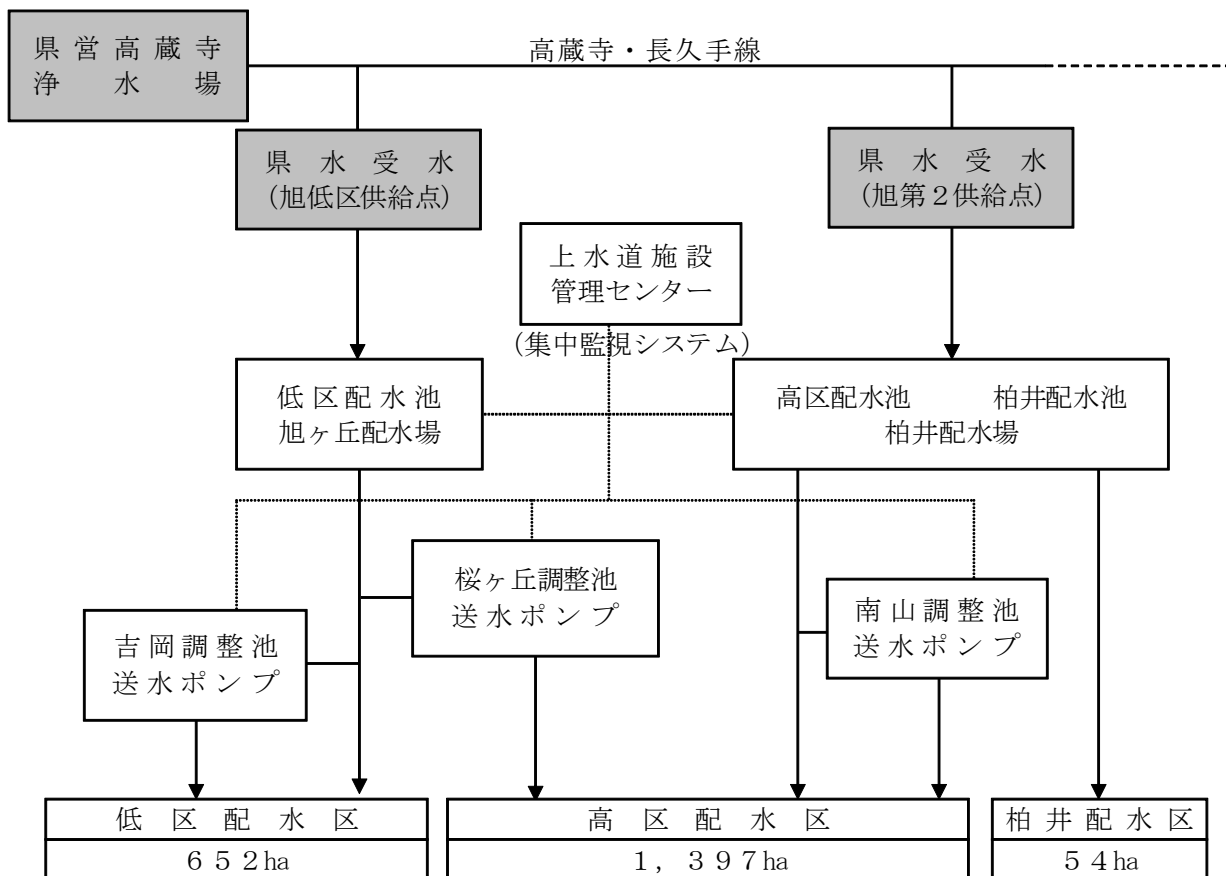 県営高蔵寺
浄水場
高蔵寺・長久手線
県水受水
(旭低区供給点)
県水受水
(旭第２供給点)
上水道施設
管理センター
(集中監視システム)
低区配水池
旭ヶ丘配水場
高区配水池 柏井配水池
柏井配水場
桜ヶ丘調整池
送水ポンプ
南山調整池
送水ポンプ
吉岡調整池
送水ポンプ
低区配水区
高区配水区
柏井配水区
６５２ha
１，３９７ha
５４ha